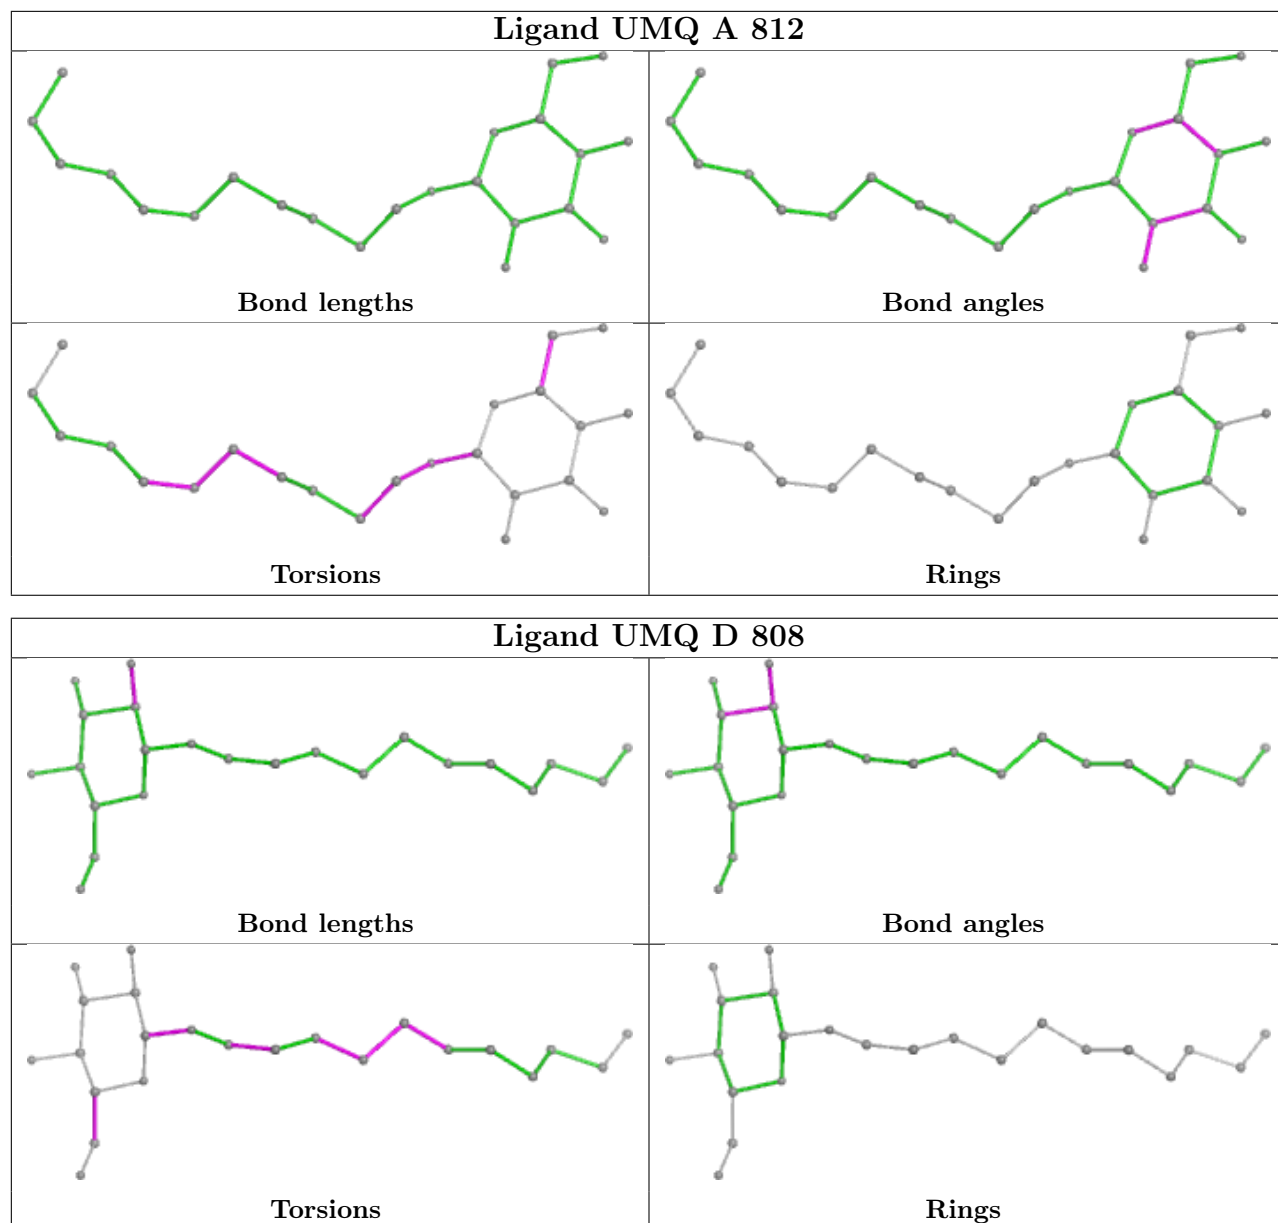 Ligand UMQ A 812
Bond lengths
Bond angles
Torsions
Rings
Ligand UMQ D 808
Bond lengths
Bond angles
Torsions
Rings